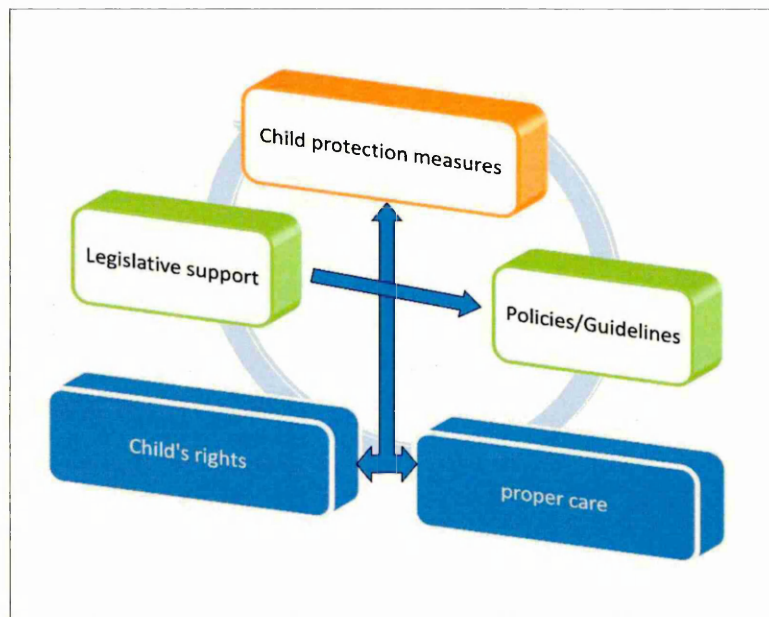 Child protection measures
Legislative support
Policies/Guidelines
Child's rights
proper care